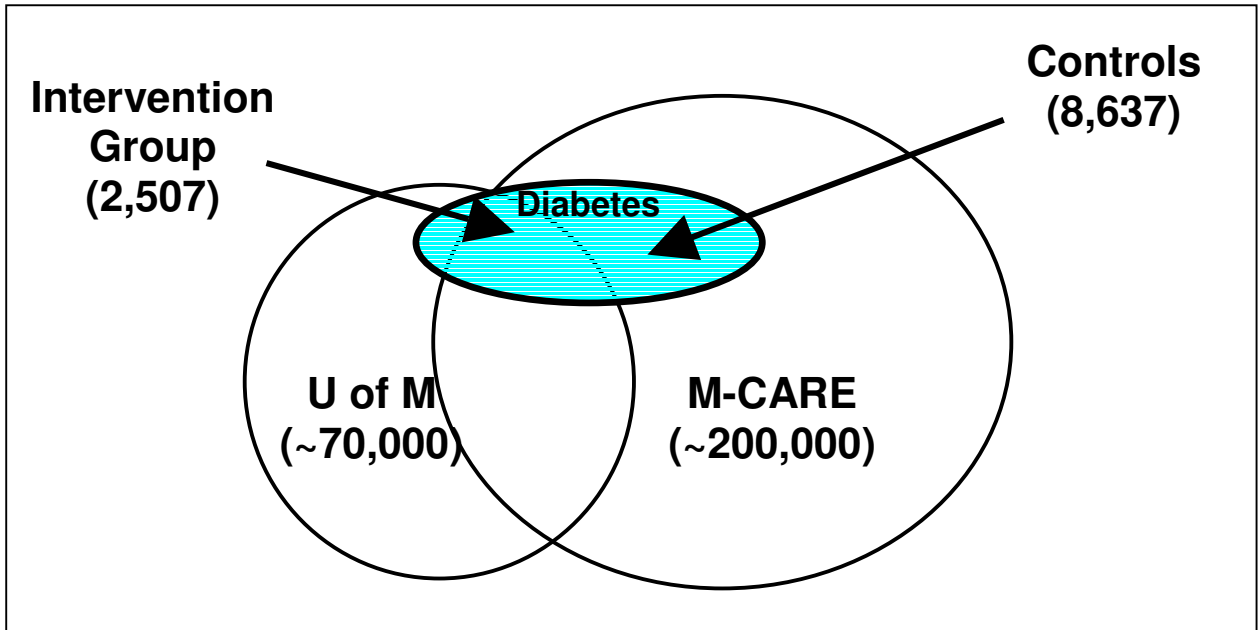 Intervention
Group
(2,507)
Controls
(8,637)
Diabetes
U of M
(~70,000)
M-CARE
(~200,000)